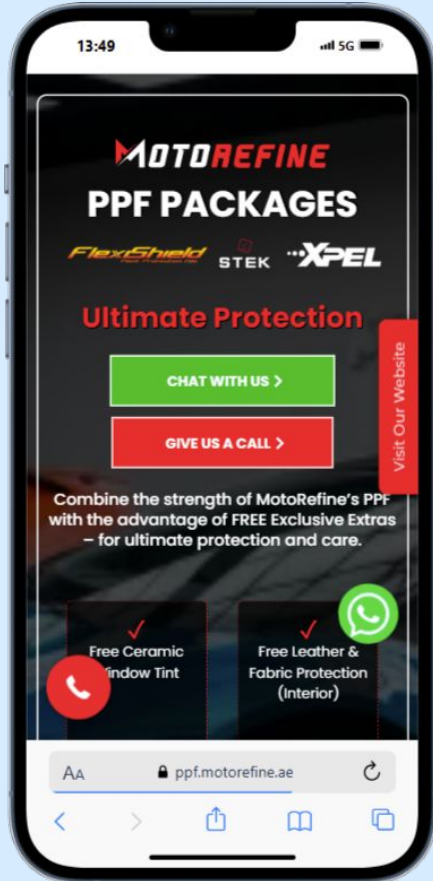 13:49
5G
MOTOREFINE
PPF PACKAGES
FlexiShield
STEK
XPEL
Ultimate Protection
CHAT WITH US >
GIVE US A CALL >
Visit Our Website
Combine the strength of MotoRefine's PPF
with the advantage of FREE Exclusive Extras
– for ultimate protection and care.
Free Ceramic
Window Tint
Free Leather &
Fabric Protection
(Interior)
AA
ppf.motorefine.ae